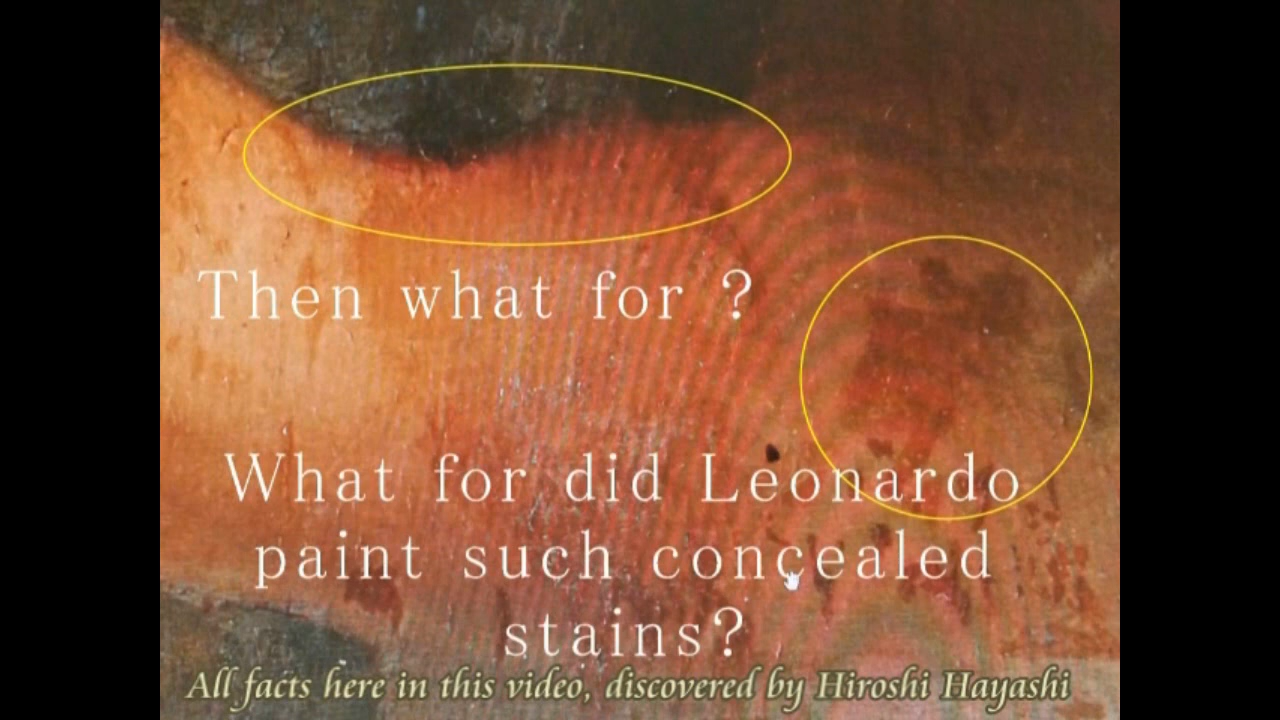 Then what for ?
What for did Leonardo
paint such concealed
stains?
All facts here in this video, discovered by Hiroshi Hayashi